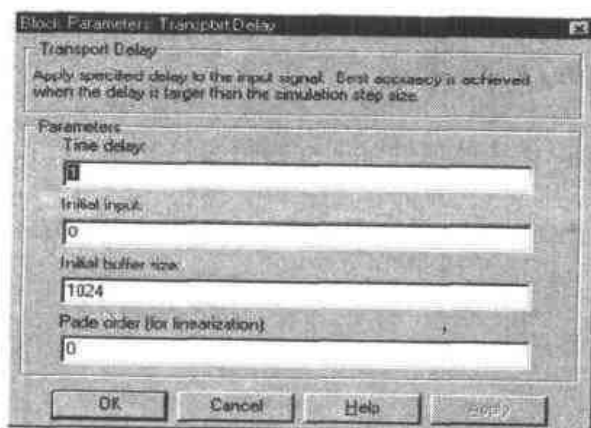 Block Parameters: Transport Delay
Transport Delay
Apply specified delay to the input signal. Best accuracy is achieved
when the delay is larger than the simulation step size.
Parameters
Time delay:
1
Initial input:
0
Initial buffer size:
1024
Pade order (for linearization)
0
OK
Cancel
Help
Apply